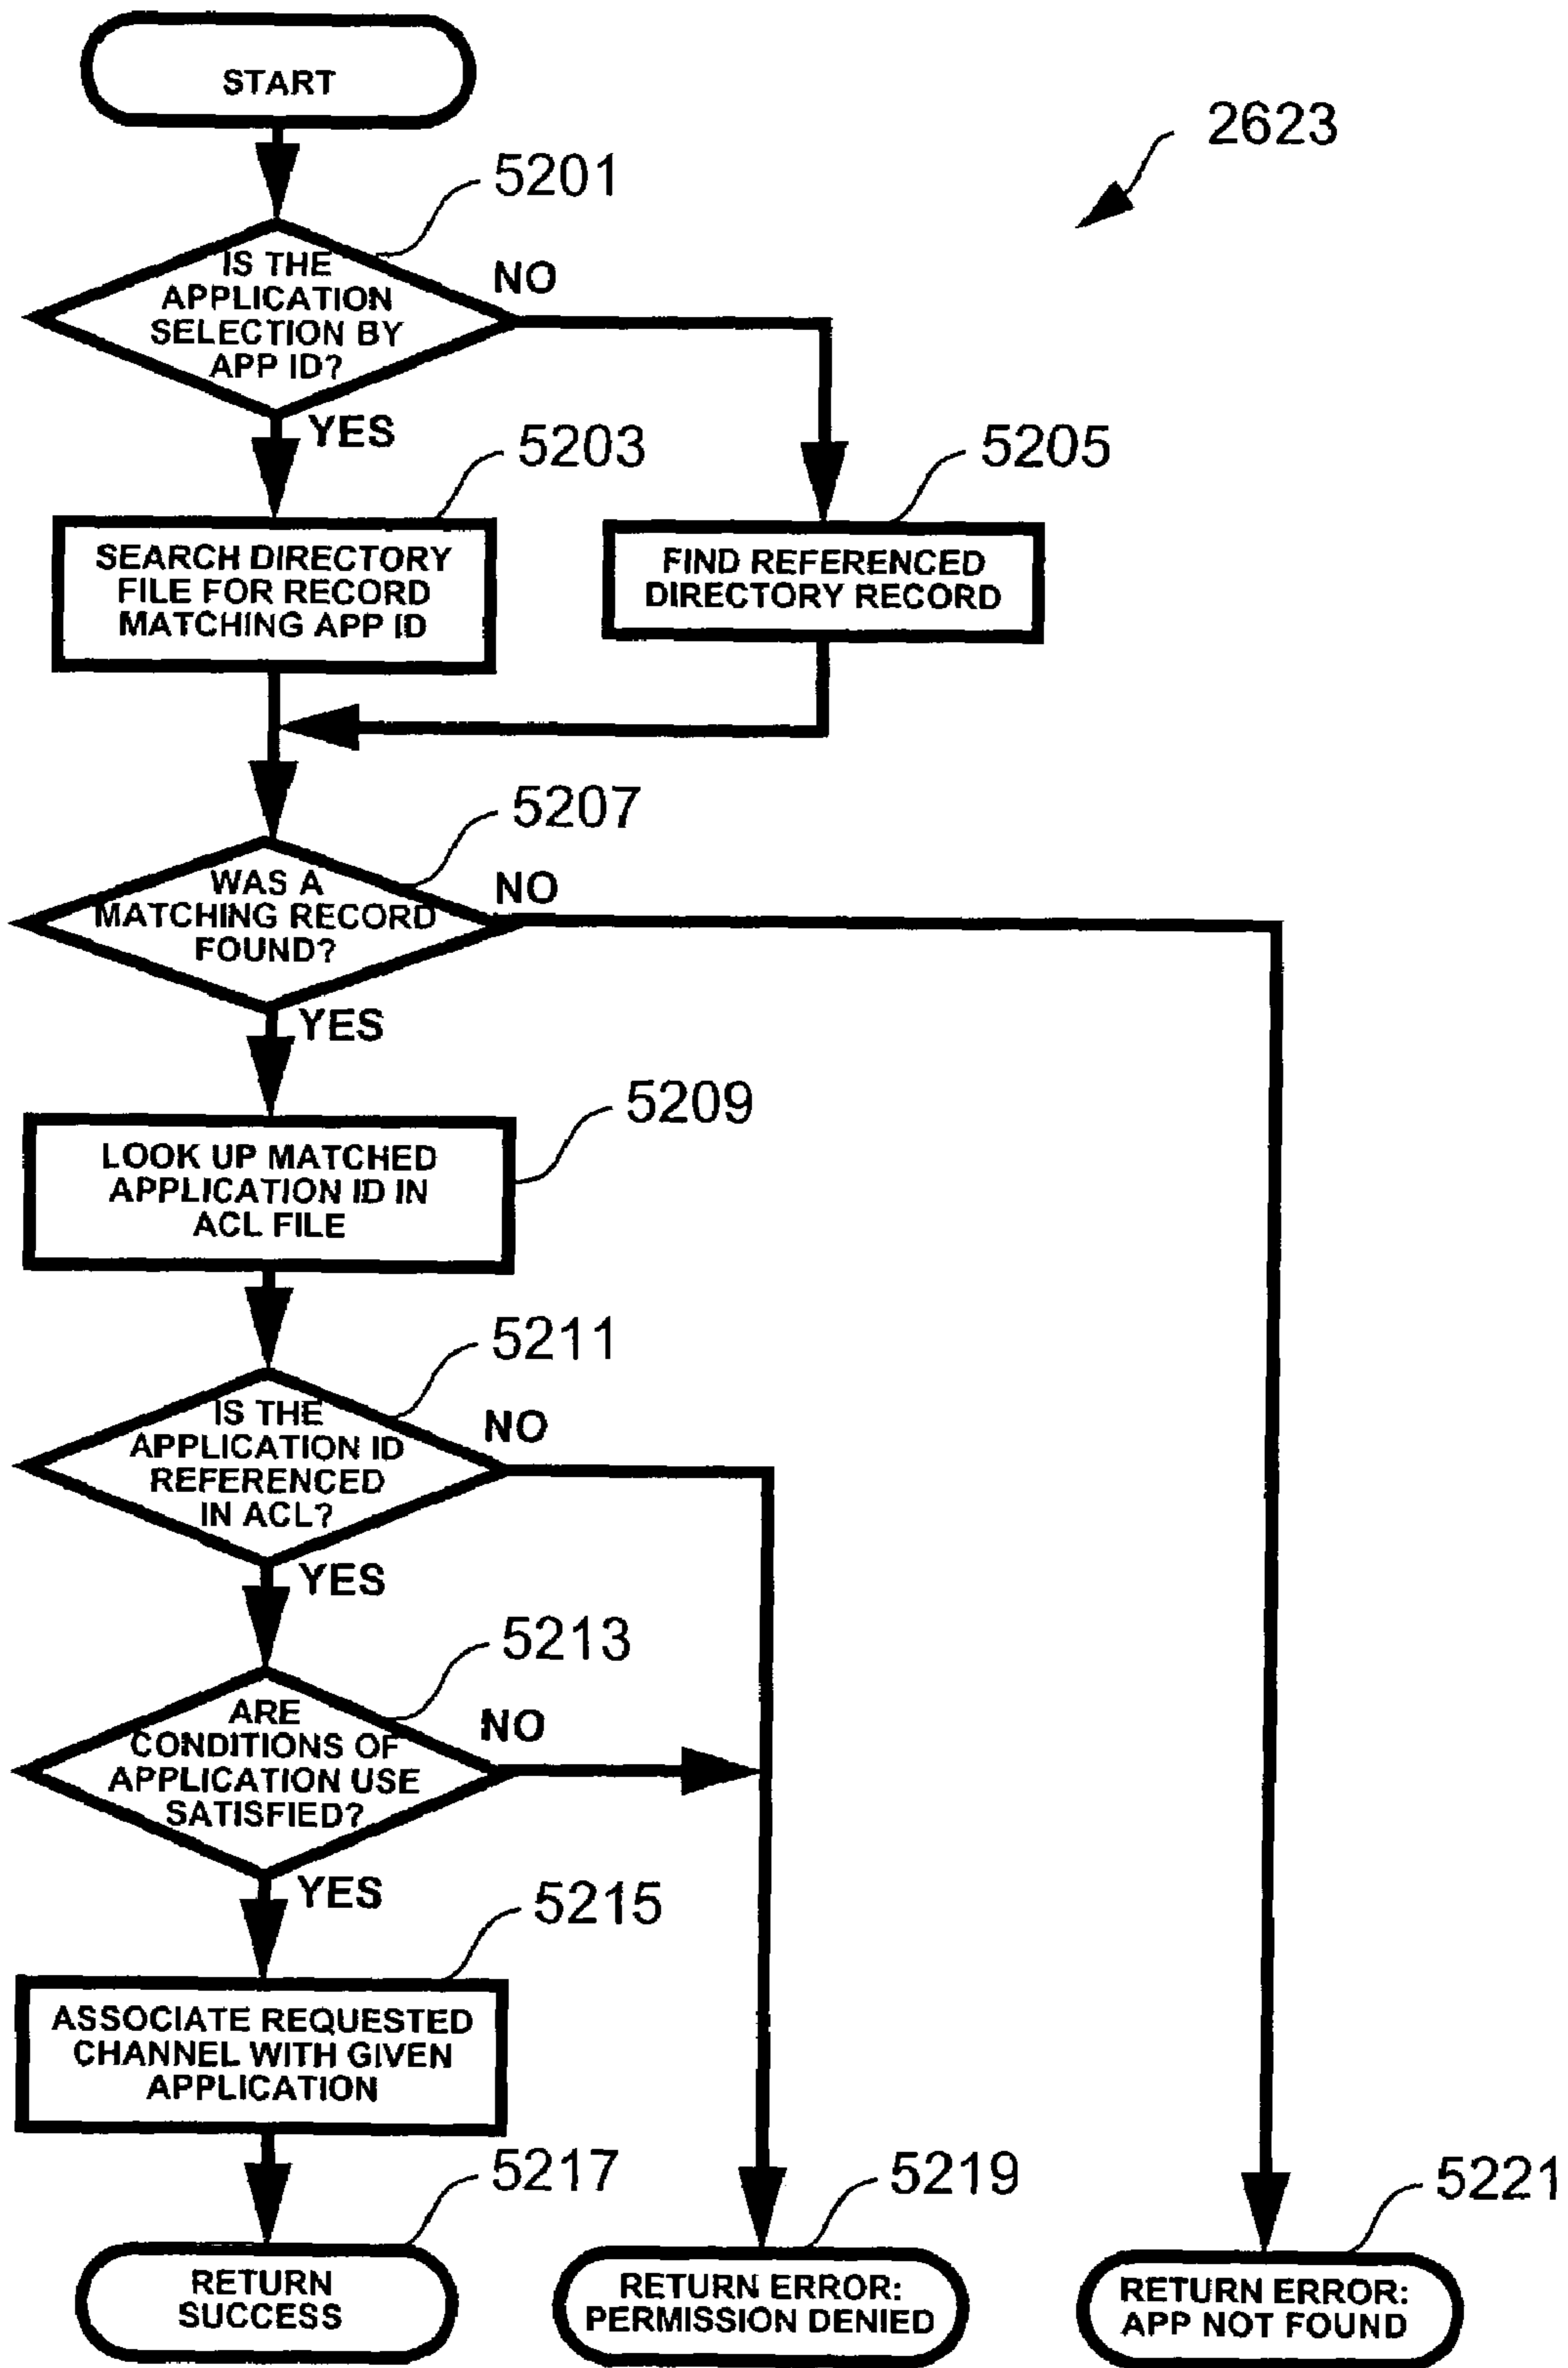 START
2623
5201
IS THE
APPLICATION
SELECTION BY
APP ID?
NO
YES
5203
5205
SEARCH DIRECTORY
FILE FOR RECORD
MATCHING APP ID
FIND REFERENCED
DIRECTORY RECORD
5207
WAS A
MATCHING RECORD
FOUND?
NO
YES
5209
LOOK UP MATCHED
APPLICATION ID IN
ACL FILE
5211
IS THE
APPLICATION ID
REFERENCED
IN ACL?
NO
YES
5213
ARE
CONDITIONS OF
APPLICATION USE
SATISFIED?
NO
YES
5215
ASSOCIATE REQUESTED
CHANNEL WITH GIVEN
APPLICATION
5217
5219
5221
RETURN
SUCCESS
RETURN ERROR:
PERMISSION DENIED
RETURN ERROR:
APP NOT FOUND